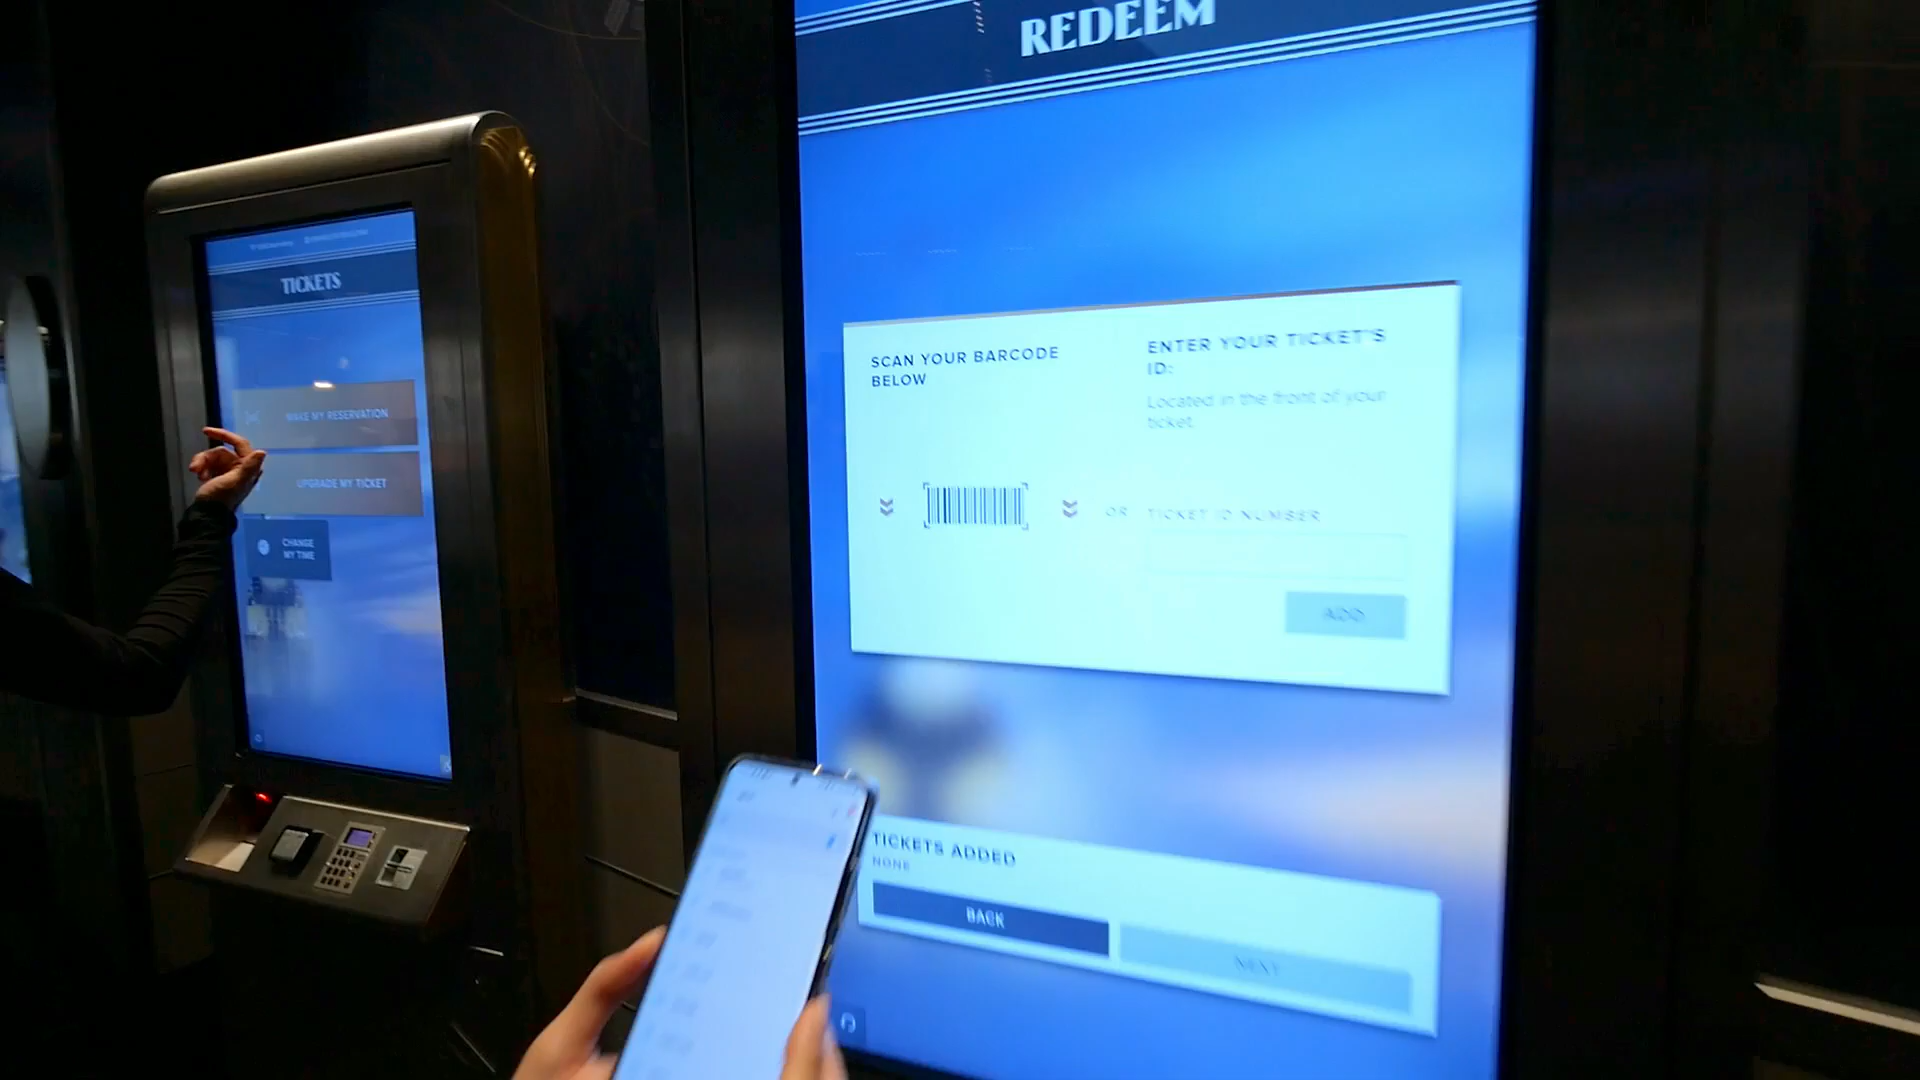 TICKETS
MAKE MY RESERVATION
UPGRADE MY TICKET
CHANGE
MY TIME
REDEEM
SCAN YOUR BARCODE
BELOW
ENTER YOUR TICKET'S
ID:
Located in the front of your
ticket.
OR
TICKET ID NUMBER
ADD
TICKETS ADDED
NONE
BACK
NEXT